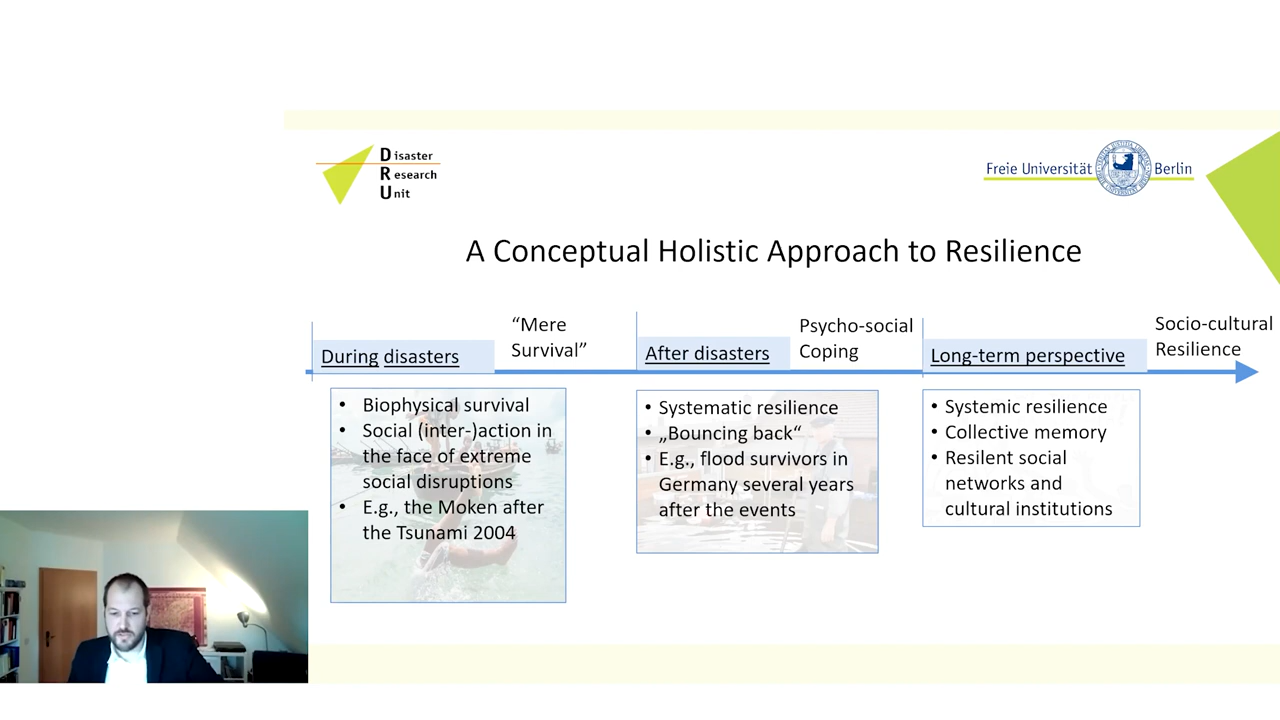 Disaster
Research
Unit
Freie Universität Berlin
A Conceptual Holistic Approach to Resilience
During disasters
“Mere
Survival”
After disasters
Psycho-social
Coping
Long-term perspective
Socio-cultural
Resilience
• Biophysical survival
• Social (inter-)action in
the face of extreme
social disruptions
• E.g., the Moken after
the Tsunami 2004
• Systematic resilience
• „Bouncing back“
• E.g., flood survivors in
Germany several years
after the events
• Systemic resilience
• Collective memory
• Resilent social
networks and
cultural institutions